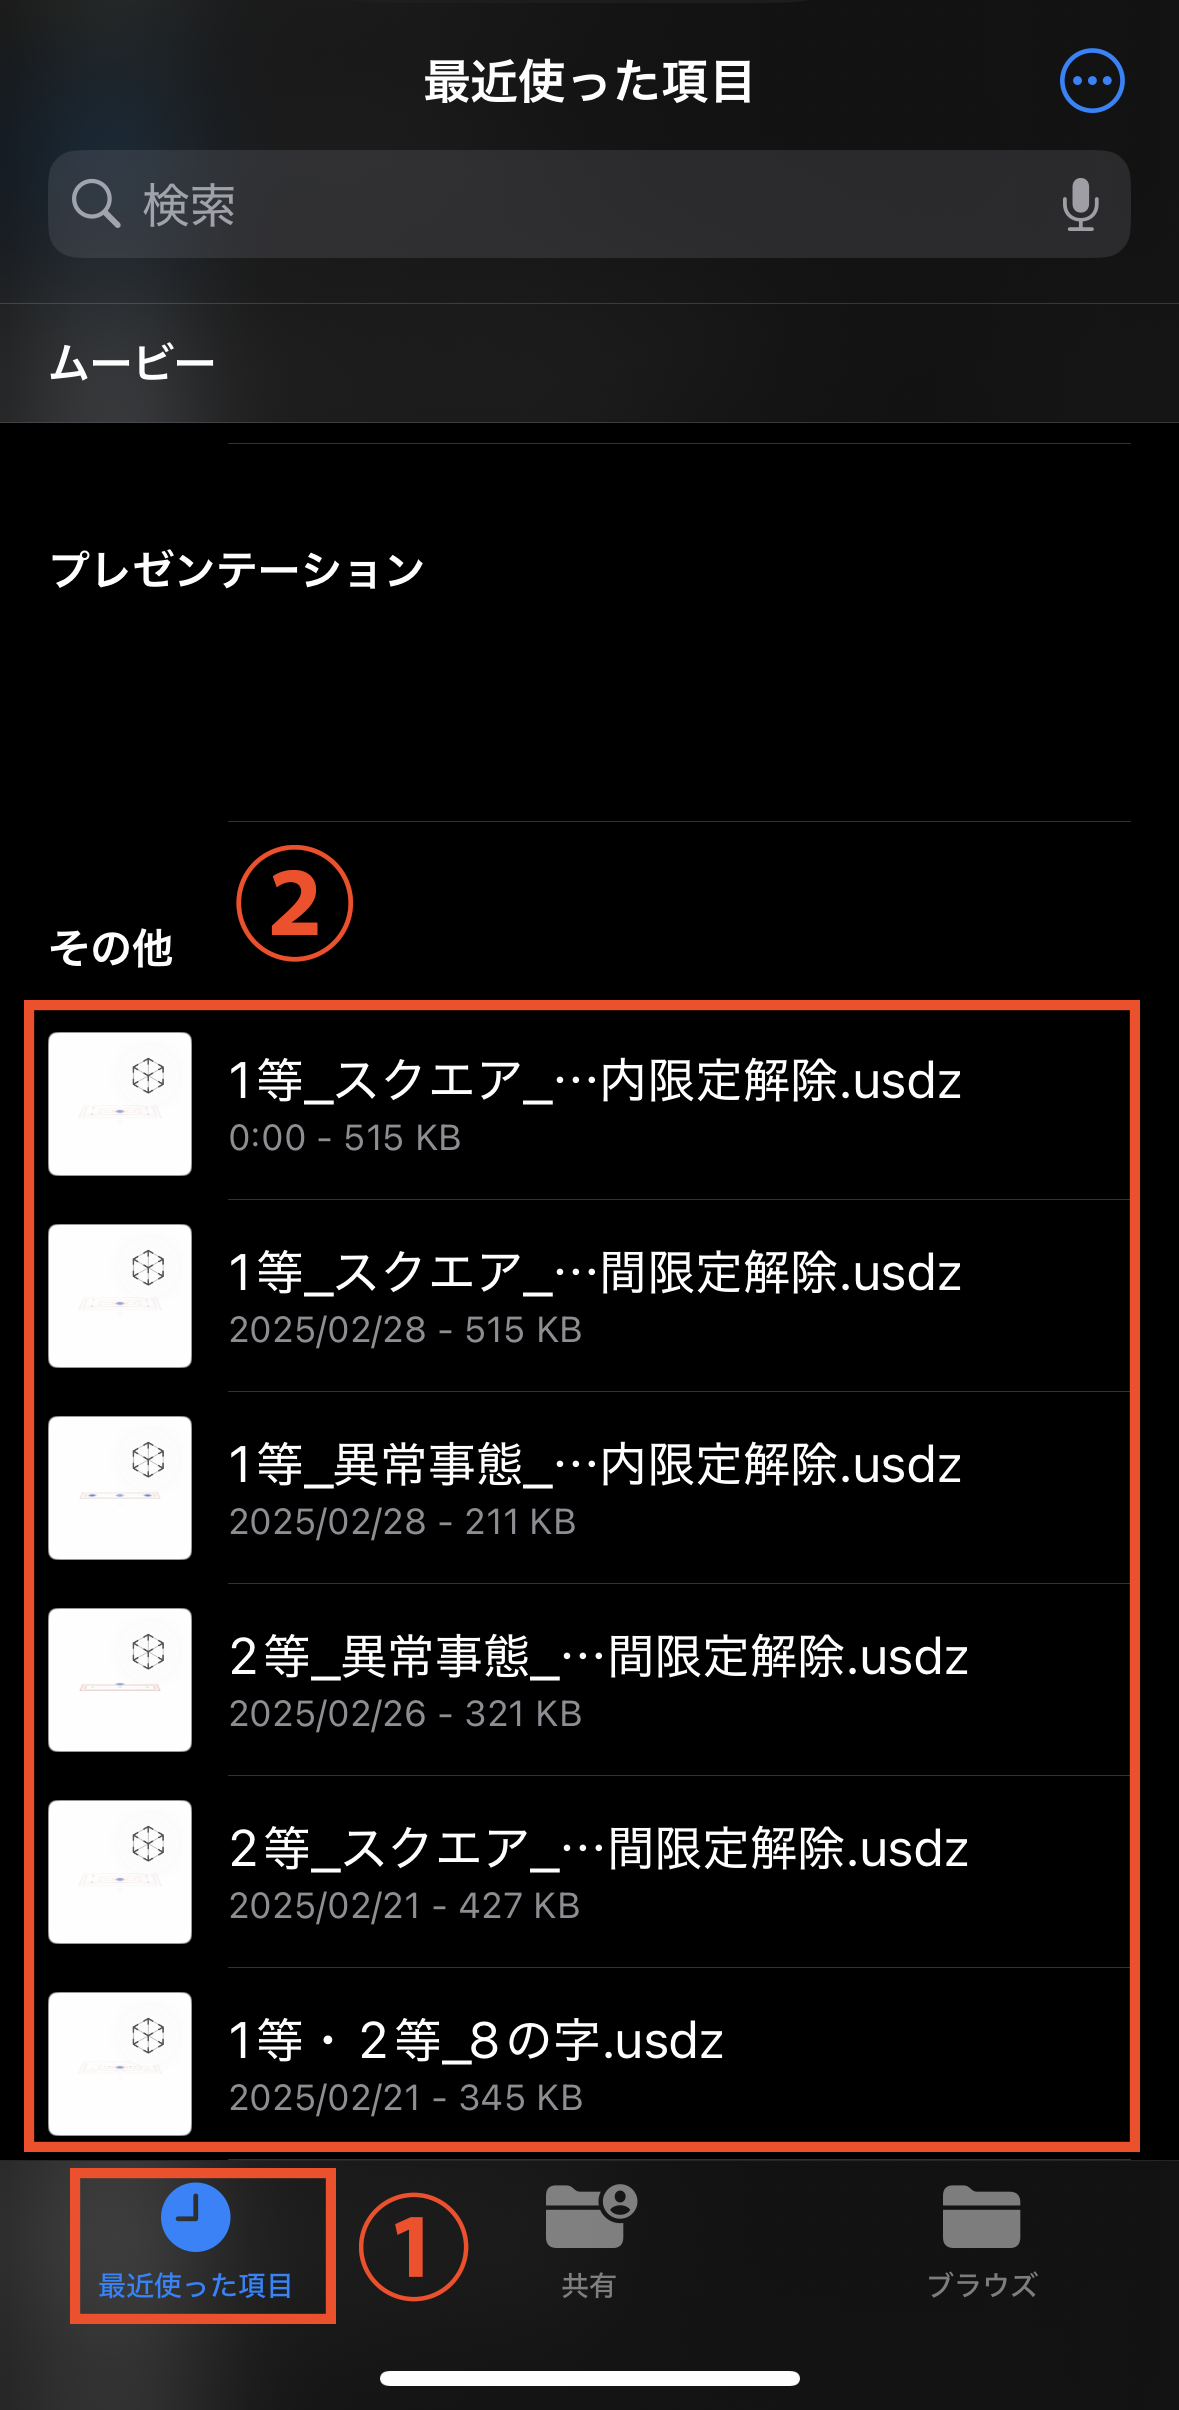 最近使った項目
検索
ムービー
プレゼンテーション
②
その他
1等_スクエア_…内限定解除.usdz
0:00 - 515 KB
1等_スクエア_…間限定解除.usdz
2025/02/28 - 515 KB
1等_異常事態_…内限定解除.usdz
2025/02/28 - 211 KB
2等_異常事態_…間限定解除.usdz
2025/02/26 - 321 KB
2等_スクエア_…間限定解除.usdz
2025/02/21 - 427 KB
1等・2等_8の字.usdz
2025/02/21 - 345 KB
最近使った項目
①
共有
ブラウズ